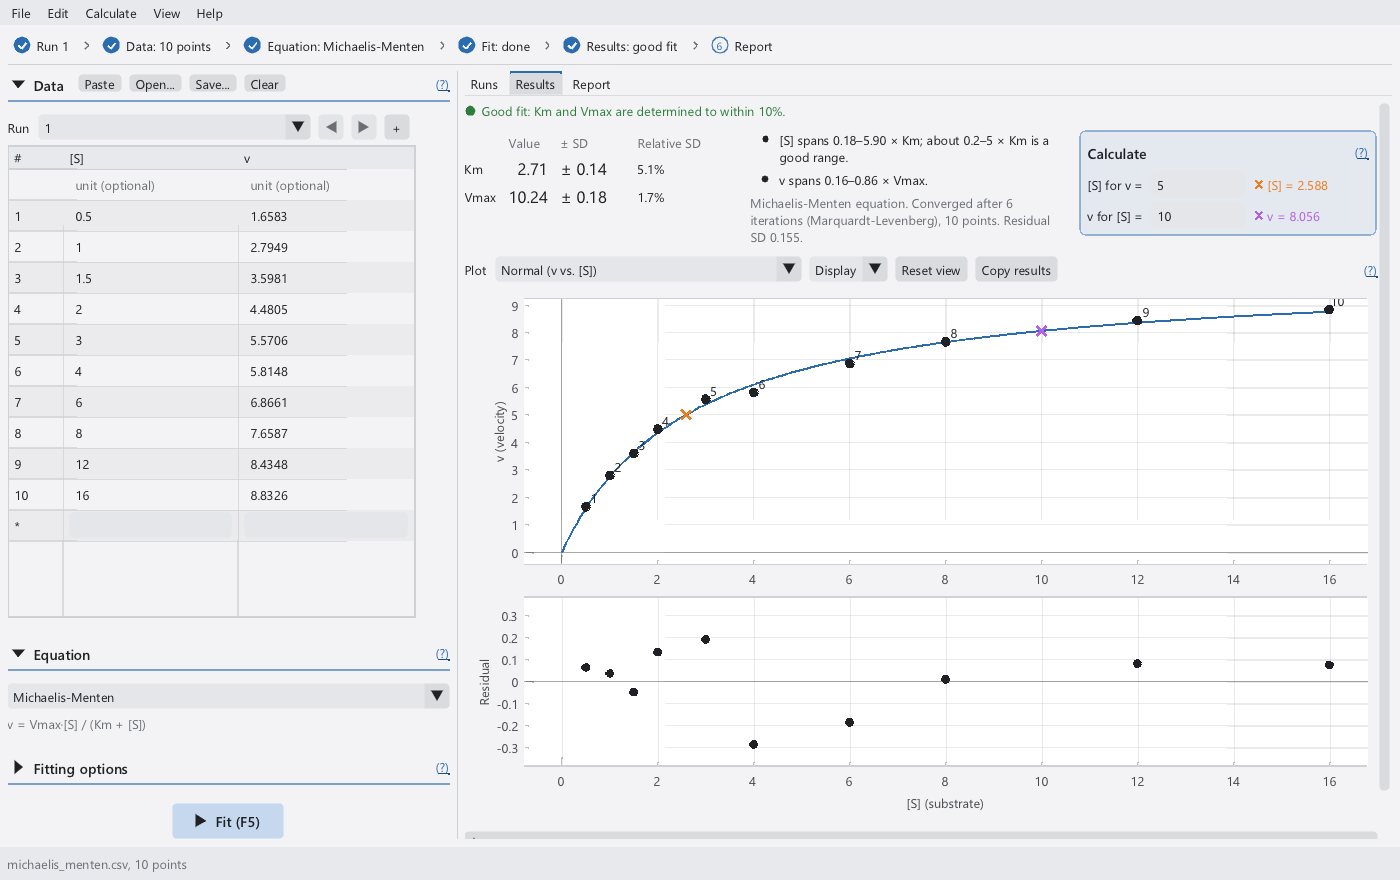 File Edit Calculate View Help
Run 1 > Data: 10 points > Equation: Michaelis-Menten > Fit: done > Results: good fit > 6 Report
Data Paste Open... Save... Clear (?)
Run 1 +
# [S] v
unit (optional) unit (optional)
1 0.5 1.6583
2 1 2.7949
3 1.5 3.5981
4 2 4.4805
5 3 5.5706
6 4 5.8148
7 6 6.8661
8 8 7.6587
9 12 8.4348
10 16 8.8326
*
Equation (?)
Michaelis-Menten
v = Vmax·[S] / (Km + [S])
Fitting options (?)
Fit (F5)
Runs Results Report
Good fit: Km and Vmax are determined to within 10%.
Value ± SD Relative SD
Km 2.71 ± 0.14 5.1%
Vmax 10.24 ± 0.18 1.7%
[S] spans 0.18–5.90 × Km; about 0.2–5 × Km is a
good range.
v spans 0.16–0.86 × Vmax.
Michaelis-Menten equation. Converged after 6
iterations (Marquardt-Levenberg), 10 points. Residual
SD 0.155.
Calculate (?)
[S] for v = 5 × [S] = 2.588
v for [S] = 10 × v = 8.056
Plot Normal (v vs. [S]) Display Reset view Copy results (?)
v (velocity)
9
8
7
6
5
4
3
2
1
0
1
2
3
4
5
6
7
8
9
10
0 2 4 6 8 10 12 14 16
Residual
0.3
0.2
0.1
0
-0.1
-0.2
-0.3
0 2 4 6 8 10 12 14 16
[S] (substrate)
michaelis_menten.csv, 10 points